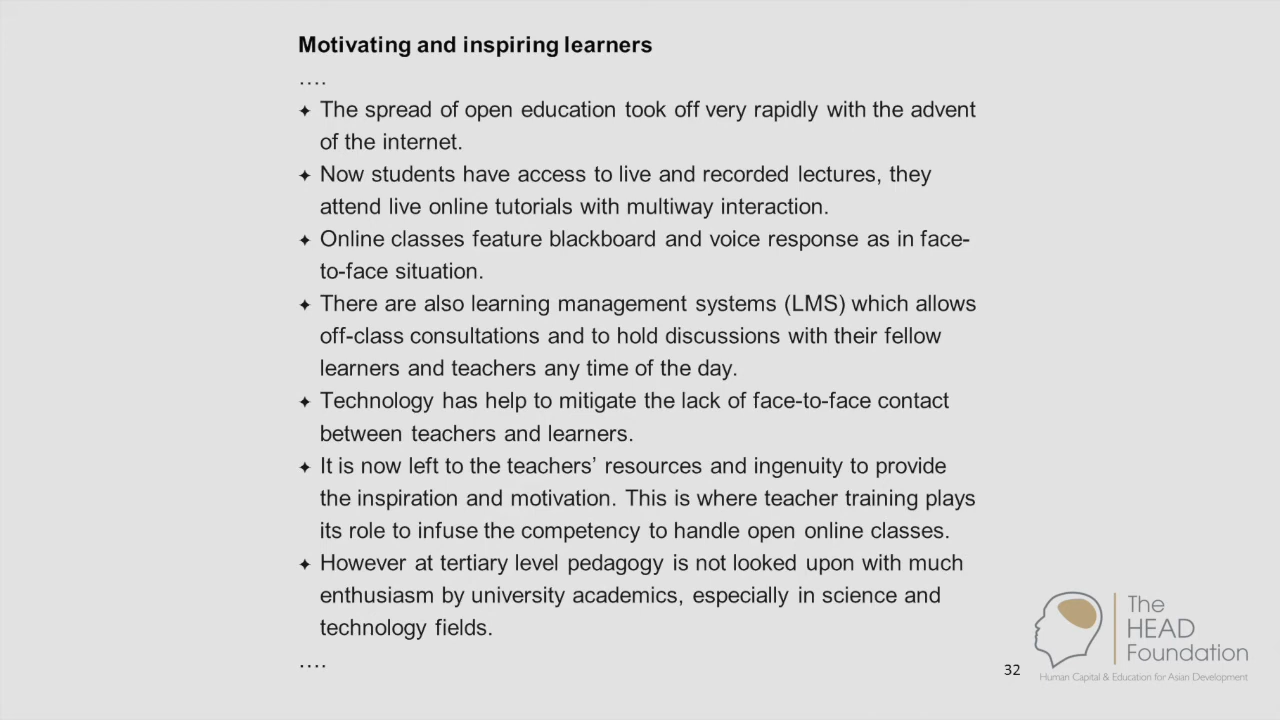 Motivating and inspiring learners
....
✦ The spread of open education took off very rapidly with the advent
of the internet.
✦ Now students have access to live and recorded lectures, they
attend live online tutorials with multiway interaction.
✦ Online classes feature blackboard and voice response as in face-
to-face situation.
✦ There are also learning management systems (LMS) which allows
off-class consultations and to hold discussions with their fellow
learners and teachers any time of the day.
✦ Technology has help to mitigate the lack of face-to-face contact
between teachers and learners.
✦ It is now left to the teachers’ resources and ingenuity to provide
the inspiration and motivation. This is where teacher training plays
its role to infuse the competency to handle open online classes.
✦ However at tertiary level pedagogy is not looked upon with much
enthusiasm by university academics, especially in science and
technology fields.
....
32
The
HEAD
Foundation
Human Capital & Education for Asian Development